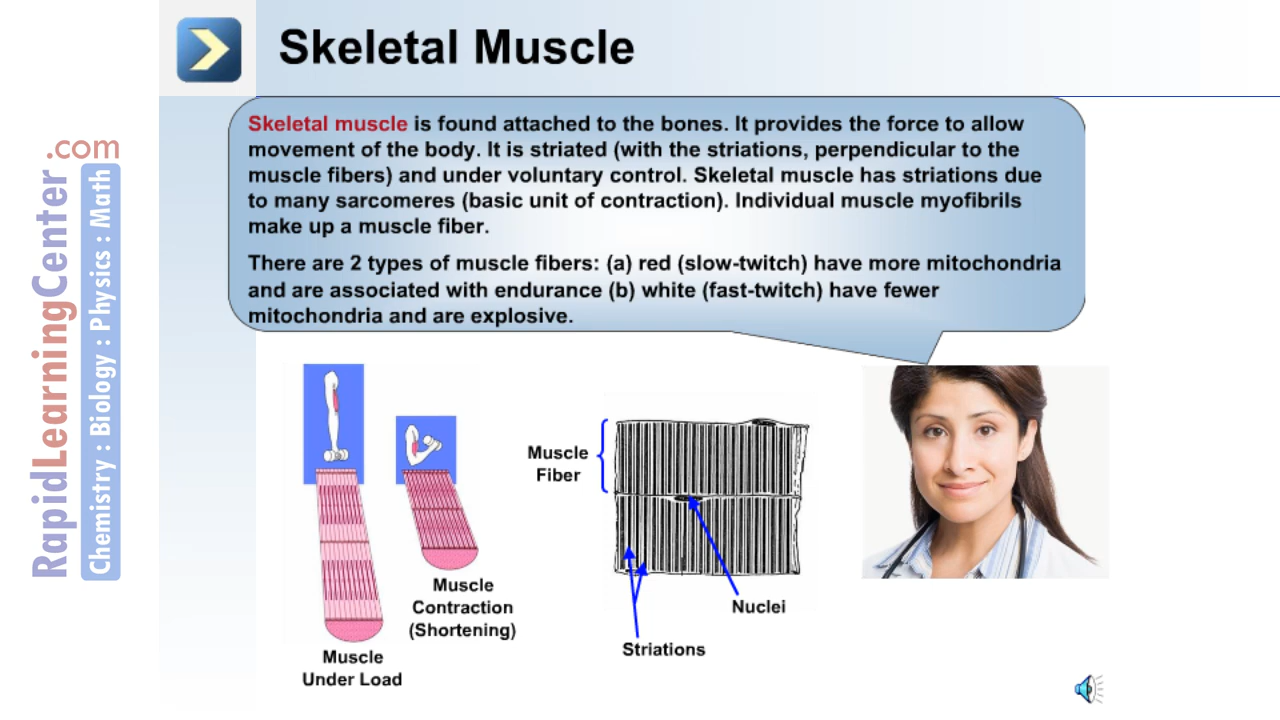 Skeletal Muscle
Skeletal muscle is found attached to the bones. It provides the force to allow
movement of the body. It is striated (with the striations, perpendicular to the
muscle fibers) and under voluntary control. Skeletal muscle has striations due
to many sarcomeres (basic unit of contraction). Individual muscle myofibrils
make up a muscle fiber.
There are 2 types of muscle fibers: (a) red (slow-twitch) have more mitochondria
and are associated with endurance (b) white (fast-twitch) have fewer
mitochondria and are explosive.
Muscle
Fiber
Muscle
Contraction
(Shortening)
Muscle
Under Load
Nuclei
Striations
RapidLearningCenter.com
Chemistry : Biology : Physics : Math